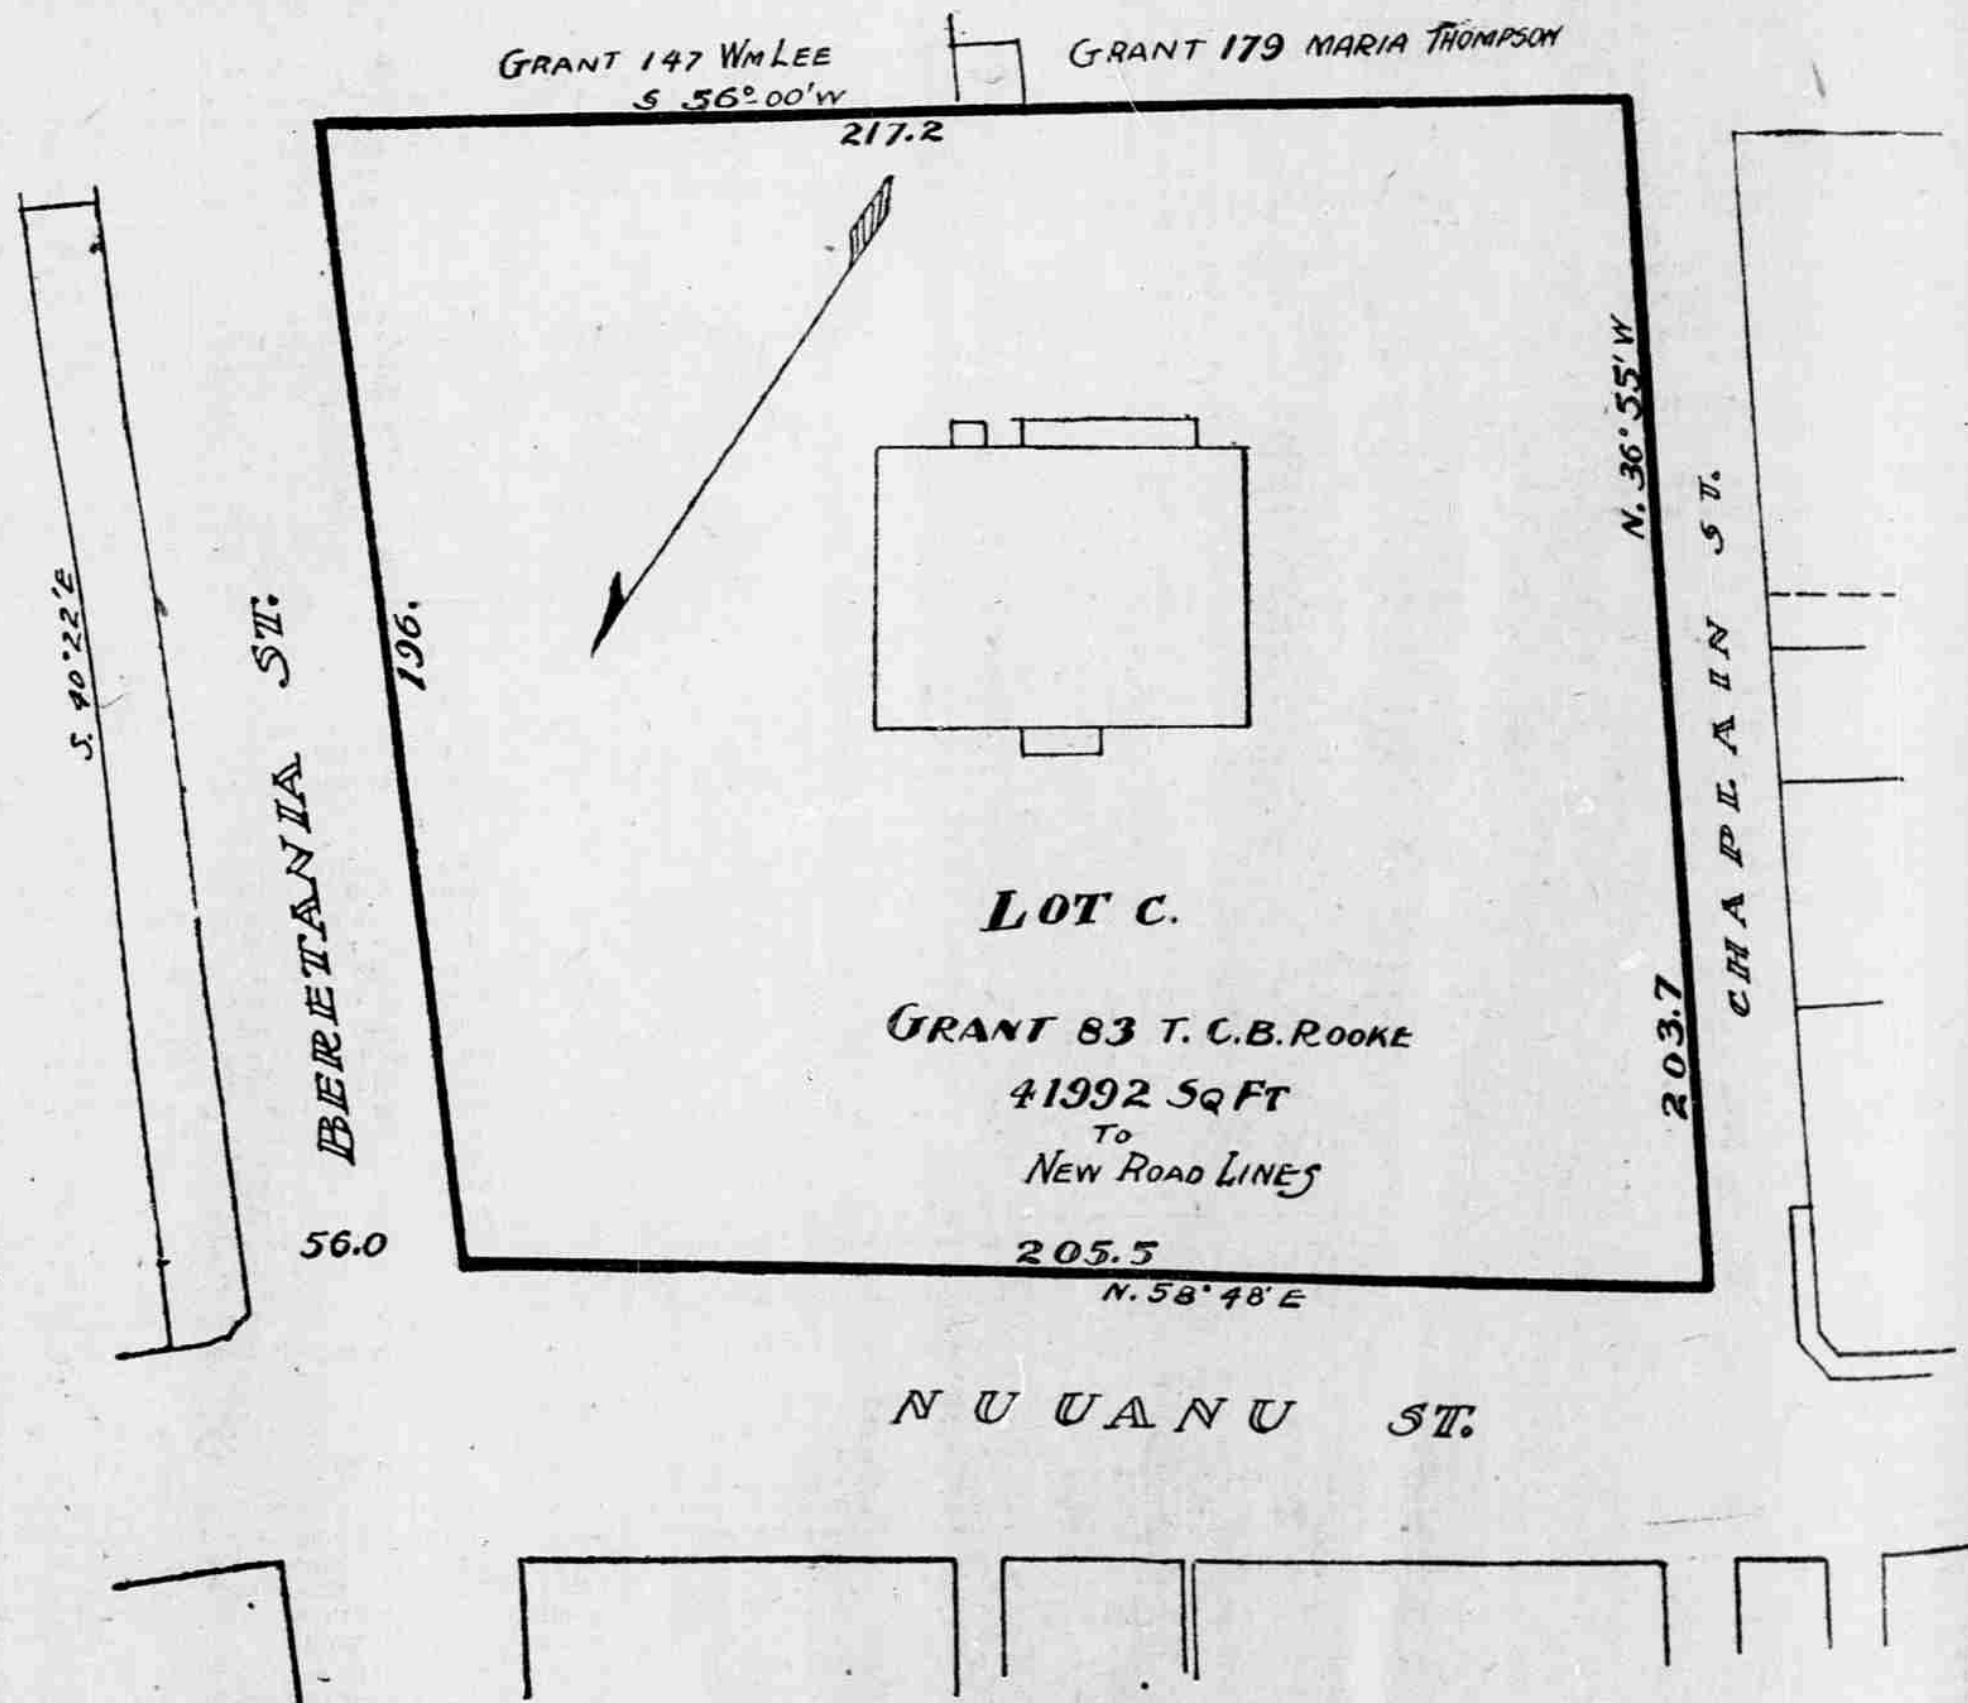 GRANT 147 WM LEE
S 56°00'W
GRANT 179 MARIA THOMPSON
217.2
N. 36°55'W
S. 40°22'E
196.
BERETANIA ST.
CHAPLAIN ST.
LOT C.
GRANT 83 T. C.B. ROOKE
41992 SQ FT
TO
NEW ROAD LINES
203.7
56.0
205.5
N. 58°48'E
NUUANU ST.